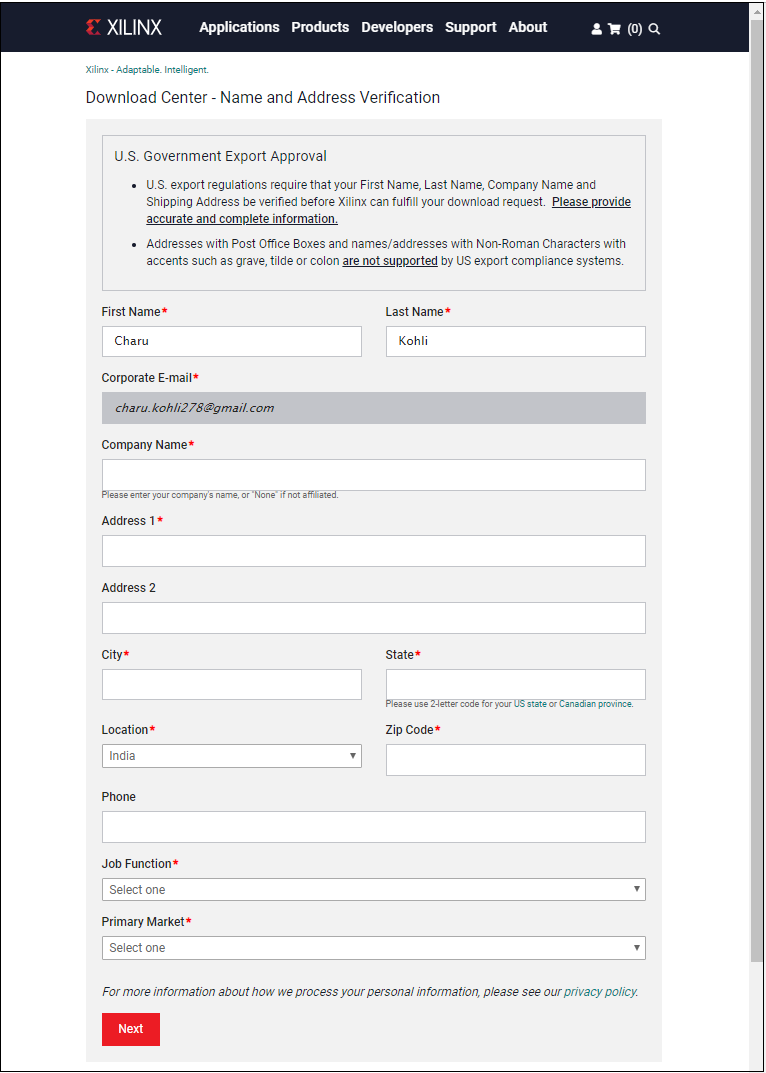 XILINX Applications Products Developers Support About (0)
Xilinx - Adaptable. Intelligent.
Download Center - Name and Address Verification
U.S. Government Export Approval
• U.S. export regulations require that your First Name, Last Name, Company Name and
Shipping Address be verified before Xilinx can fulfill your download request. Please provide
accurate and complete information.
• Addresses with Post Office Boxes and names/addresses with Non-Roman Characters with
accents such as grave, tilde or colon are not supported by US export compliance systems.
First Name* Last Name*
Charu Kohli
Corporate E-mail*
charu.kohli278@gmail.com
Company Name*
Please enter your company's name, or "None" if not affiliated.
Address 1*
Address 2
City* State*
Please use 2-letter code for your US state or Canadian province.
Location* Zip Code*
India
Phone
Job Function*
Select one
Primary Market*
Select one
For more information about how we process your personal information, please see our privacy policy.
Next